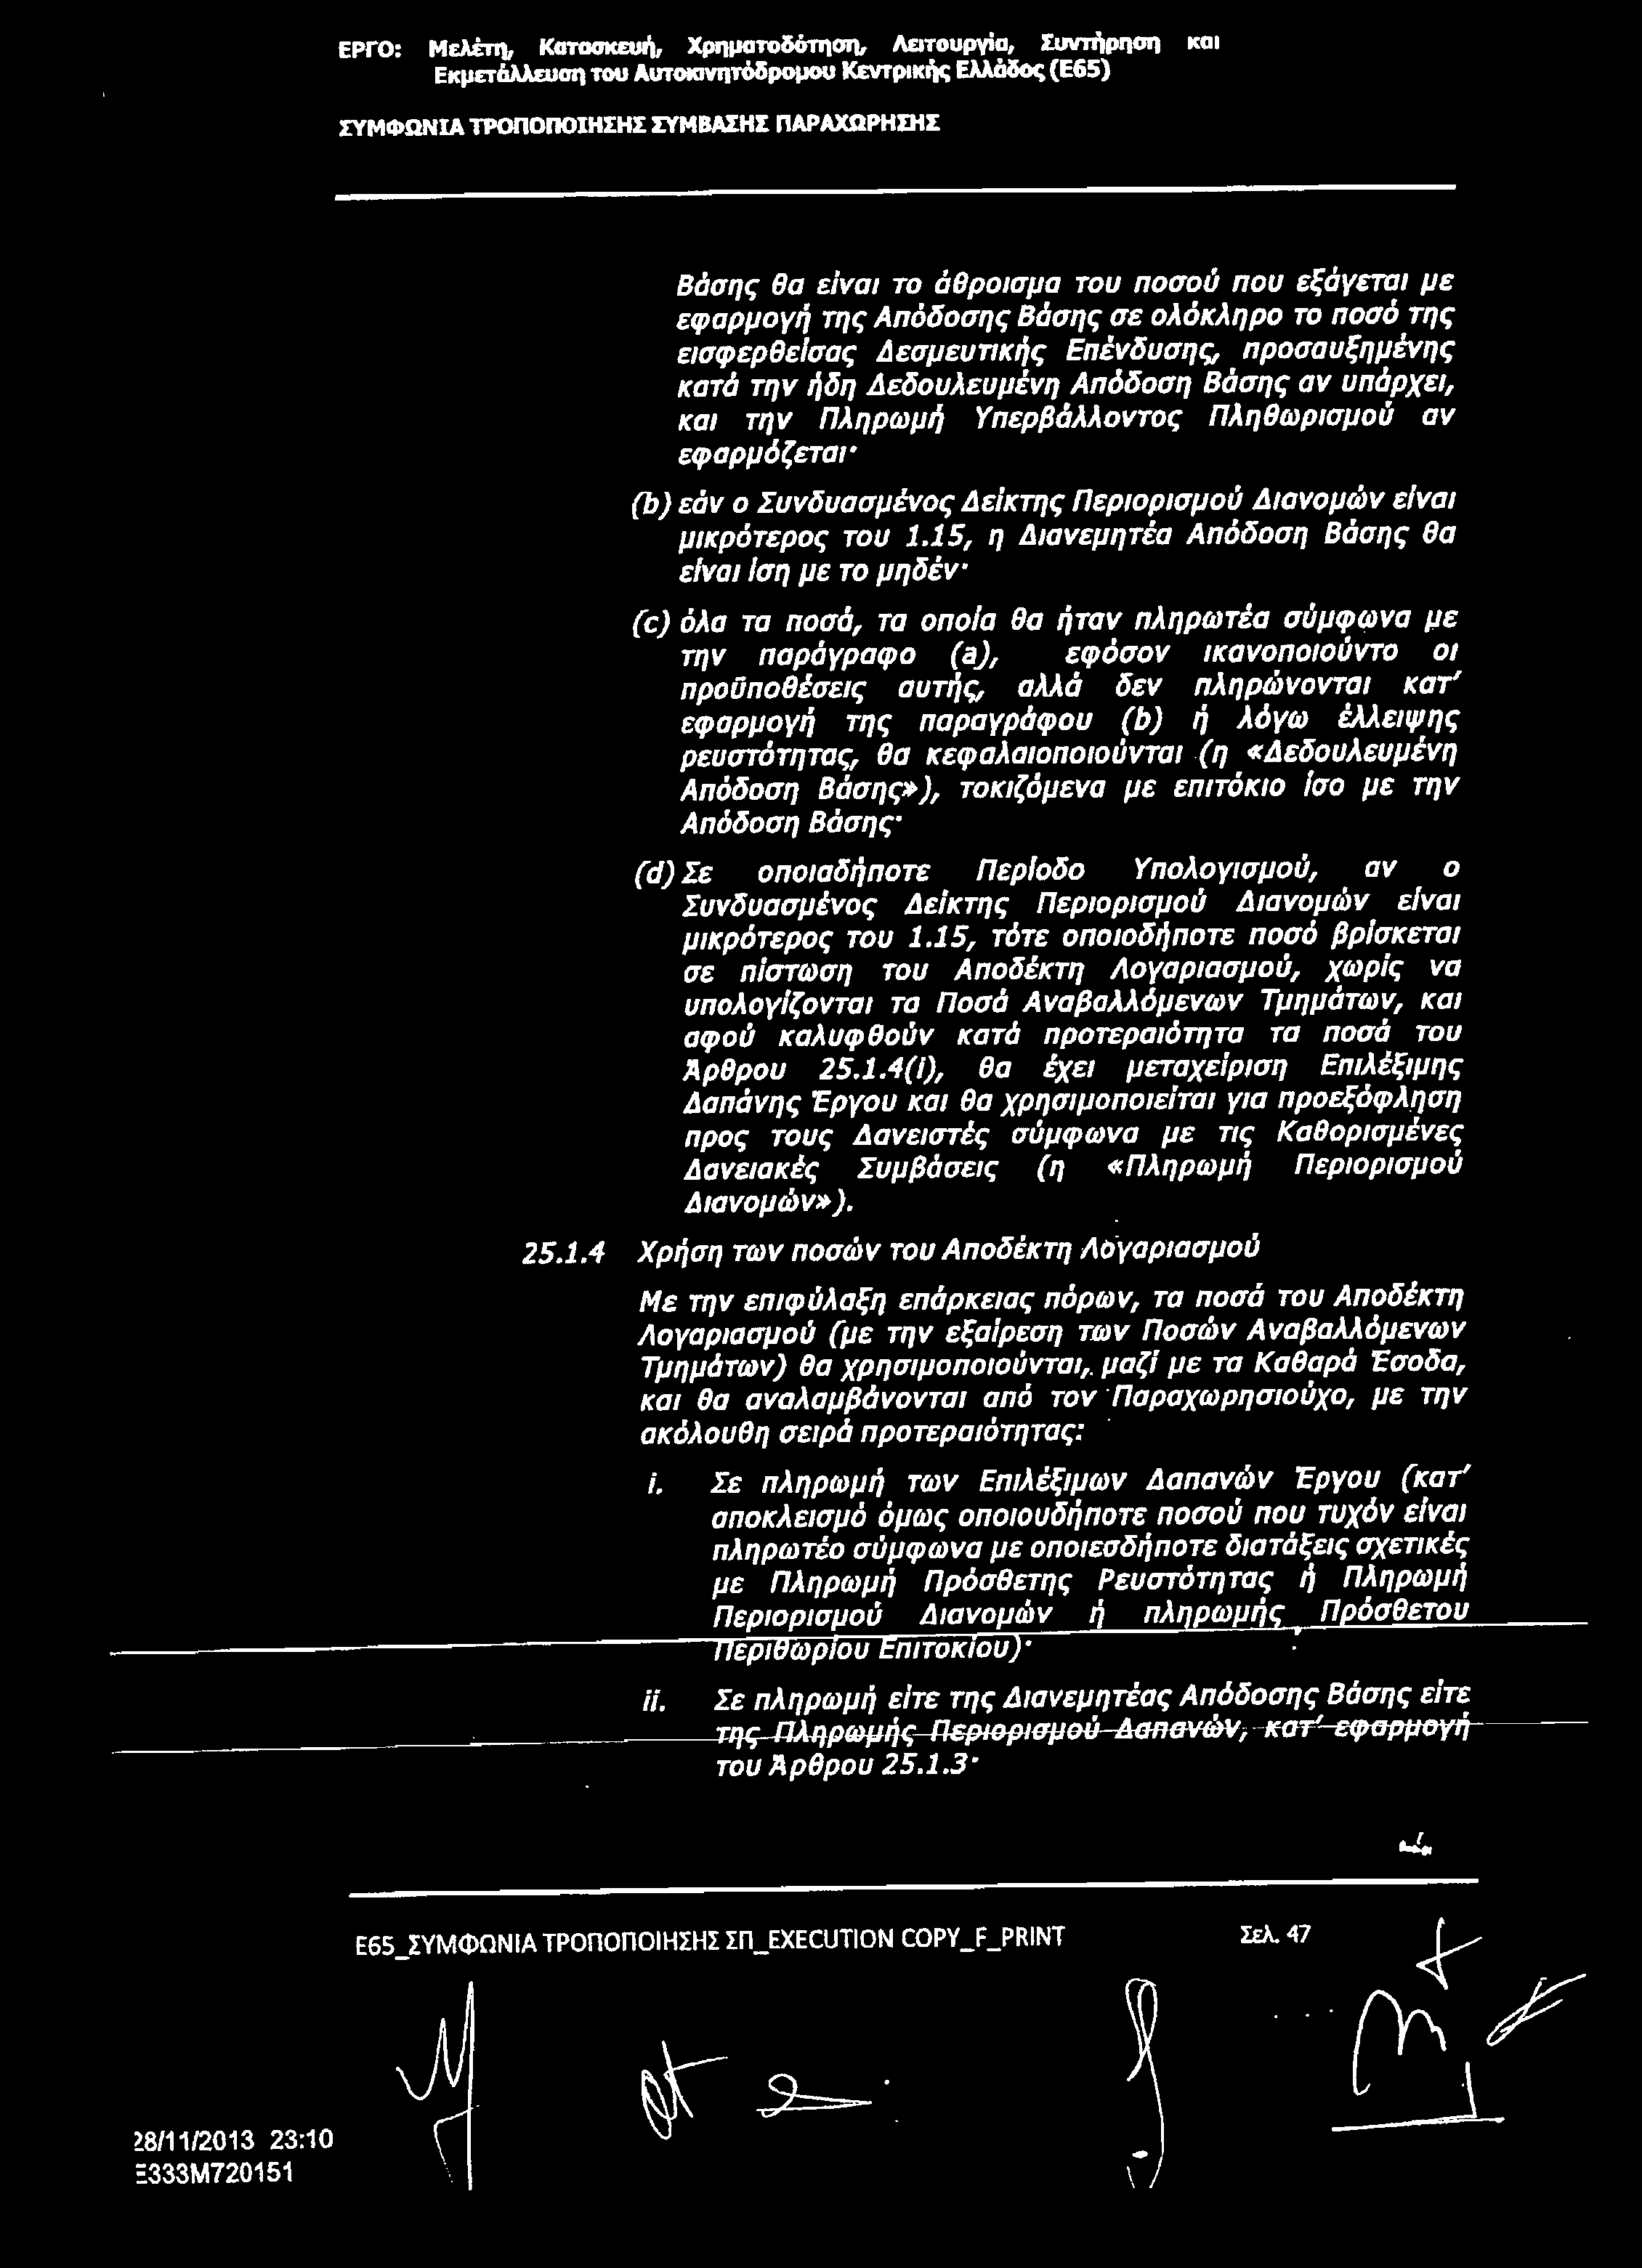 ΕΡΓΟ: Μελέτη, Κατασκευή, Χρηματοδότηση, Λειτουργία, Συντήρηση και
Εκμετάλλευση του Αυτοκινητόδρομου Κεντρικής Ελλάδος (Ε65)
ΣΥΜΦΩΝΙΑ ΤΡΟΠΟΠΟΙΗΣΗΣ ΣΥΜΒΑΣΗΣ ΠΑΡΑΧΩΡΗΣΗΣ
Βάσης θα είναι το άθροισμα του ποσού που εξάγεται με
εφαρμογή της Απόδοσης Βάσης σε ολόκληρο το ποσό της
εισφερθείσας Δεσμευτικής Επένδυσης, προσαυξημένης
κατά την ήδη Δεδουλευμένη Απόδοση Βάσης αν υπάρχει,
και την Πληρωμή Υπερβάλλοντος Πληθωρισμού αν
εφαρμόζεται·
(b) εάν ο Συνδυασμένος Δείκτης Περιορισμού Διανομών είναι
μικρότερος του 1.15, η Διανεμητέα Απόδοση Βάσης θα
είναι ίση με το μηδέν·
(c) όλα τα ποσά, τα οποία θα ήταν πληρωτέα σύμφωνα με
την παράγραφο (a), εφόσον ικανοποιούντο οι
προϋποθέσεις αυτής, αλλά δεν πληρώνονται κατ'
εφαρμογή της παραγράφου (b) ή λόγω έλλειψης
ρευστότητας, θα κεφαλαιοποιούνται (η «Δεδουλευμένη
Απόδοση Βάσης»), τοκιζόμενα με επιτόκιο ίσο με την
Απόδοση Βάσης·
(d) Σε οποιαδήποτε Περίοδο Υπολογισμού, αν ο
Συνδυασμένος Δείκτης Περιορισμού Διανομών είναι
μικρότερος του 1.15, τότε οποιοδήποτε ποσό βρίσκεται
σε πίστωση του Αποδέκτη Λογαριασμού, χωρίς να
υπολογίζονται τα Ποσά Αναβαλλόμενων Τμημάτων, και
αφού καλυφθούν κατά προτεραιότητα τα ποσά του
Άρθρου 25.1.4(i), θα έχει μεταχείριση Επιλέξιμης
Δαπάνης Έργου και θα χρησιμοποιείται για προεξόφληση
προς τους Δανειστές σύμφωνα με τις Καθορισμένες
Δανειακές Συμβάσεις (η «Πληρωμή Περιορισμού
Διανομών»).
25.1.4 Χρήση των ποσών του Αποδέκτη Λογαριασμού
Με την επιφύλαξη επάρκειας πόρων, τα ποσά του Αποδέκτη
Λογαριασμού (με την εξαίρεση των Ποσών Αναβαλλόμενων
Τμημάτων) θα χρησιμοποιούνται, μαζί με τα Καθαρά Έσοδα,
και θα αναλαμβάνονται από τον Παραχωρησιούχο, με την
ακόλουθη σειρά προτεραιότητας:
i. Σε πληρωμή των Επιλέξιμων Δαπανών Έργου (κατ'
αποκλεισμό όμως οποιουδήποτε ποσού που τυχόν είναι
πληρωτέο σύμφωνα με οποιεσδήποτε διατάξεις σχετικές
με Πληρωμή Πρόσθετης Ρευστότητας ή Πληρωμή
Περιορισμού Διανομών ή πληρωμής Πρόσθετου
Περιθωρίου Επιτοκίου)·
ii. Σε πληρωμή είτε της Διανεμητέας Απόδοσης Βάσης είτε
της Πληρωμής Περιορισμού Δαπανών, κατ' εφαρμογή
του Άρθρου 25.1.3·
E65_ΣΥΜΦΩΝΙΑ ΤΡΟΠΟΠΟΙΗΣΗΣ ΣΠ_EXECUTION COPY_F_PRINT Σελ. 47
28/11/2013 23:10
333M720151